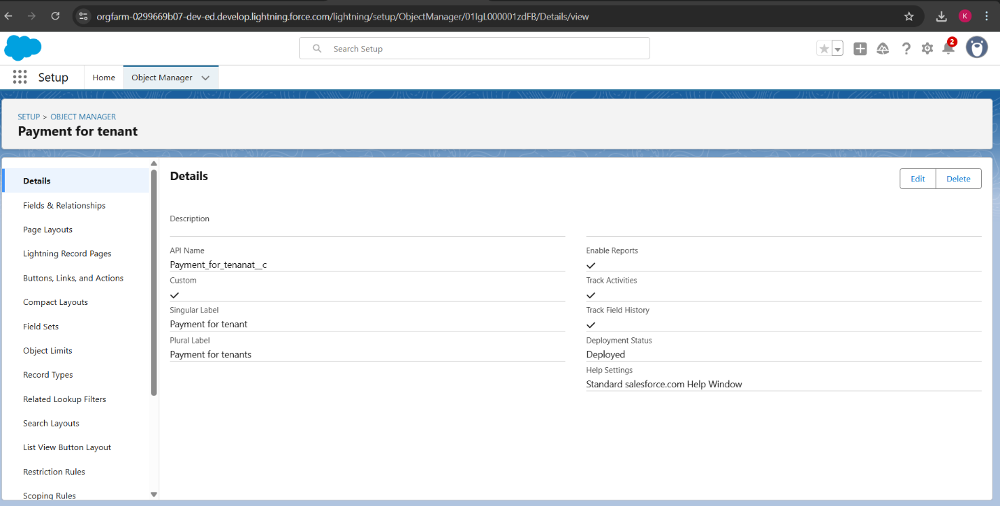 orgfarm-0299669b07-dev-ed.develop.lightning.force.com/lightning/setup/ObjectManager/01IgL000001zdFB/Details/view
K
Search Setup
2
Setup
Home
Object Manager
SETUP > OBJECT MANAGER
Payment for tenant
Details
Fields & Relationships
Page Layouts
Lightning Record Pages
Buttons, Links, and Actions
Compact Layouts
Field Sets
Object Limits
Record Types
Related Lookup Filters
Search Layouts
List View Button Layout
Restriction Rules
Scoping Rules
Details
Edit
Delete
Description
API Name
Payment_for_tenanat__c
Custom
Singular Label
Payment for tenant
Plural Label
Payment for tenants
Enable Reports
Track Activities
Track Field History
Deployment Status
Deployed
Help Settings
Standard salesforce.com Help Window